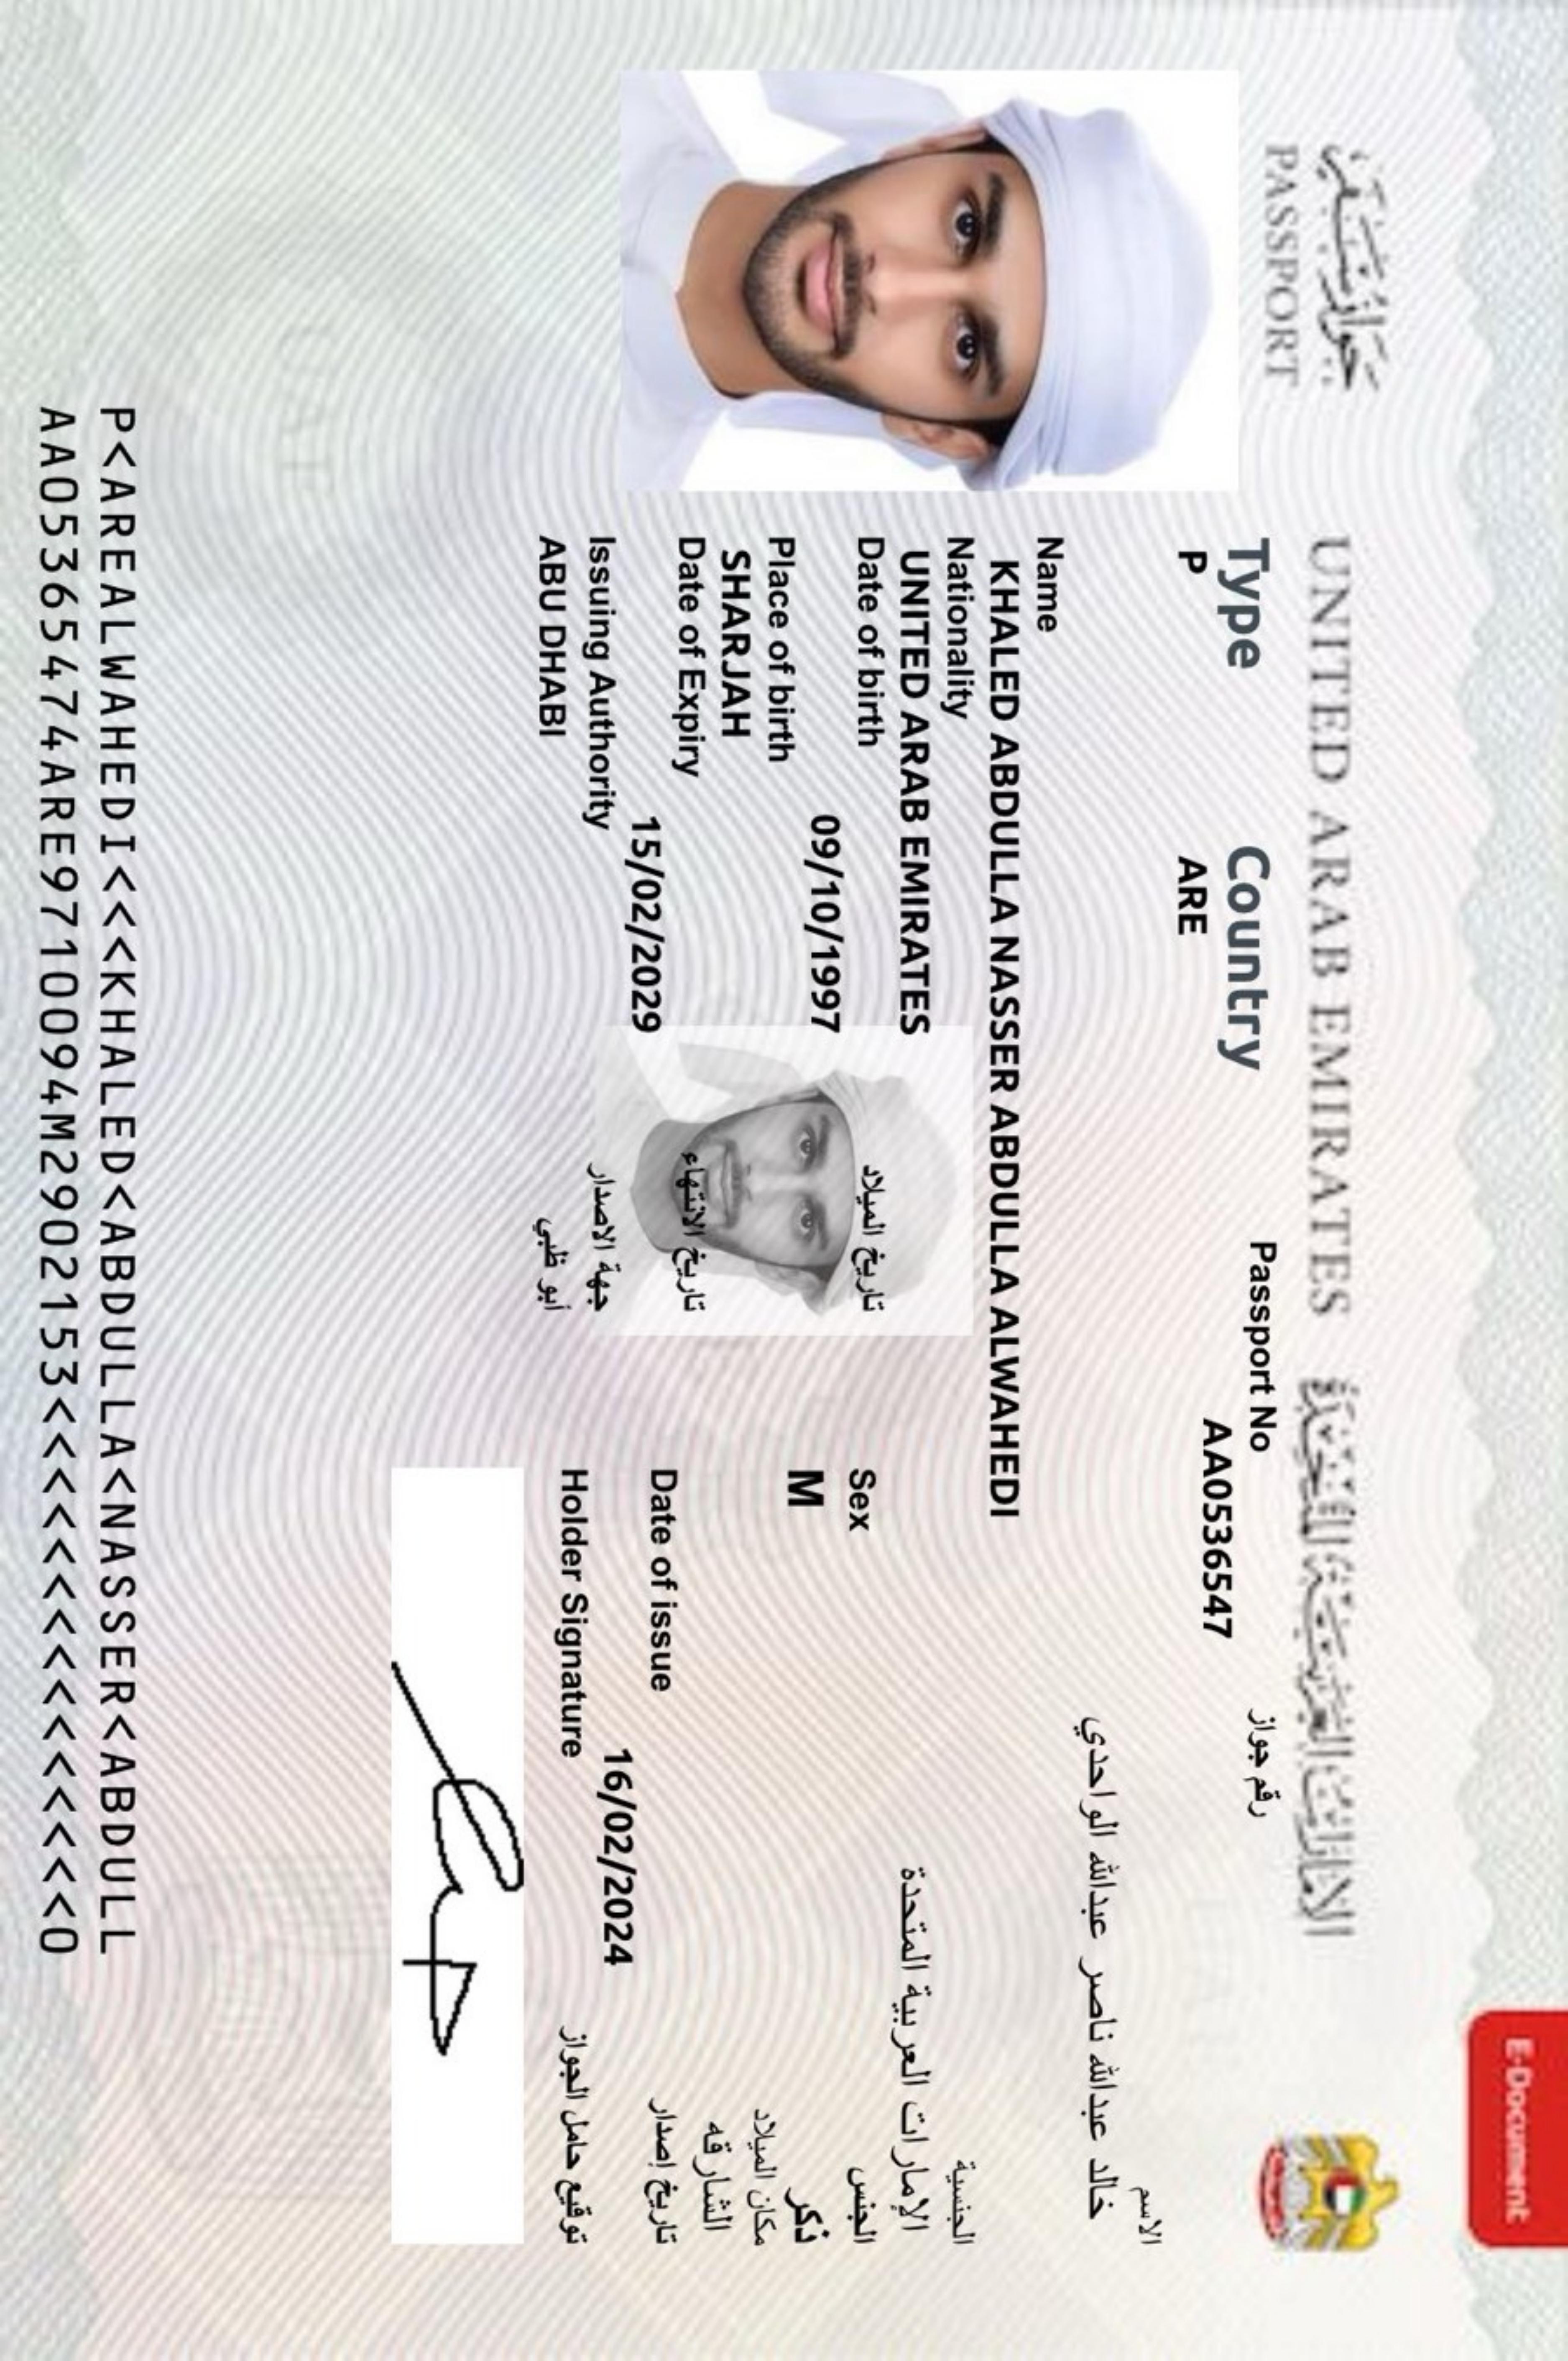 E-Document
جواز سفر
PASSPORT
UNITED ARAB EMIRATES الإمارات العربية المتحدة
Type Country Passport No رقم جواز
P ARE AA0536547
الاسم
خالد عبدالله ناصر عبدالله الواحدي
Name
KHALED ABDULLA NASSER ABDULLA ALWAHEDI
Nationality الجنسية
UNITED ARAB EMIRATES الإمارات العربية المتحدة
Date of birth تاريخ الميلاد Sex الجنس
09/10/1997 M ذكر
Place of birth مكان الميلاد
SHARJAH الشارقه
Date of Expiry تاريخ الانتهاء Date of issue تاريخ إصدار
15/02/2029 16/02/2024
Issuing Authority جهة الاصدار Holder Signature توقيع حامل الجواز
ABU DHABI أبو ظبي
P<AREALWAHEDI<<<KHALED<ABDULLA<NASSER<ABDULL
AA05365474ARE9710094M2902153<<<<<<<<<<<<<<<0